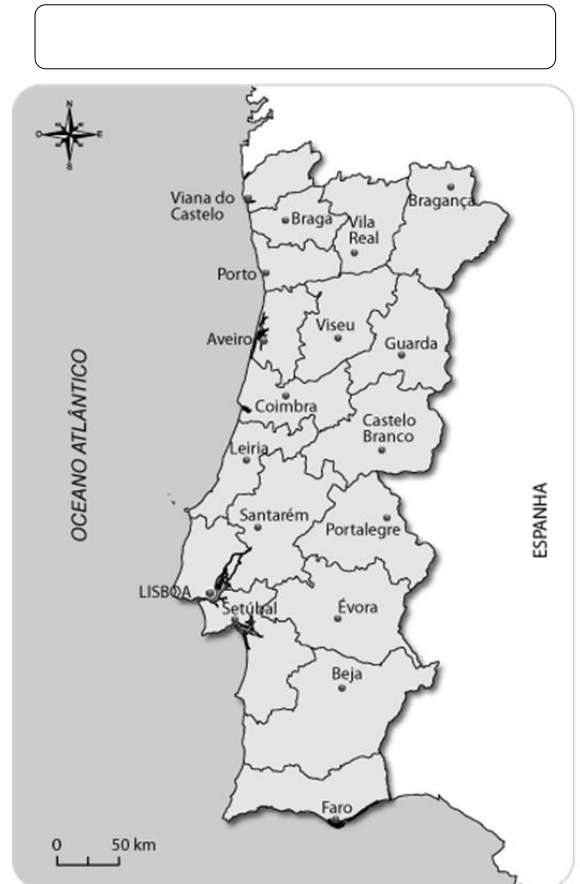 N
O
E
S
Viana do
Castelo
Braga
Vila
Real
Bragança
Porto
Aveiro
Viseu
Guarda
Coimbra
Castelo
Branco
Leiria
OCEANO ATLÂNTICO
ESPANHA
Santarém
Portalegre
LISBOA
Setúbal
Évora
Beja
Faro
0 50 km